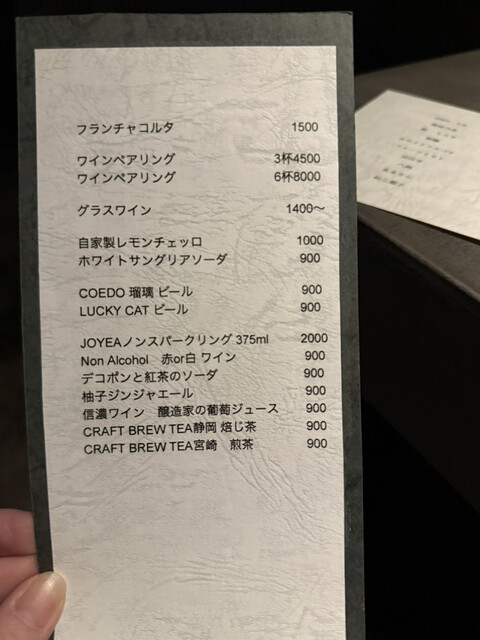 フランチャコルタ 1500
ワインペアリング 3杯4500
ワインペアリング 6杯8000
グラスワイン 1400～
自家製レモンチェッロ 1000
ホワイトサングリアソーダ 900
COEDO 瑠璃 ビール 900
LUCKY CAT ビール 900
JOYEAノンスパークリング 375ml 2000
Non Alcohol 赤or白 ワイン 900
デコポンと紅茶のソーダ 900
柚子ジンジャエール 900
信濃ワイン 醸造家の葡萄ジュース 900
CRAFT BREW TEA静岡 焙じ茶 900
CRAFT BREW TEA宮崎 煎茶 900